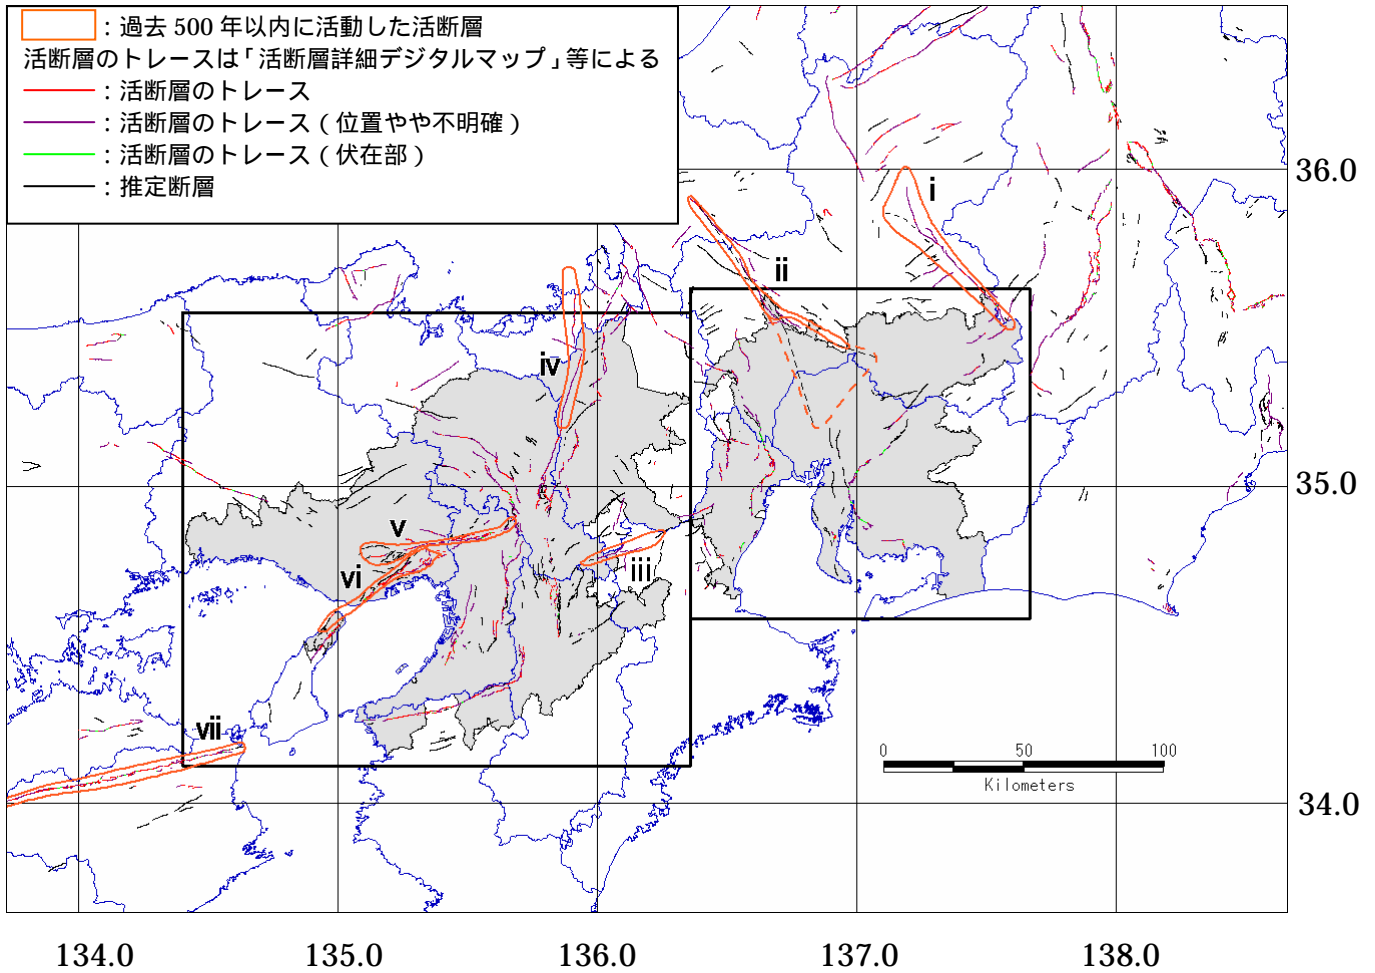 ：過去 500 年以内に活動した活断層
活断層のトレースは「活断層詳細デジタルマップ」等による
：活断層のトレース
：活断層のトレース（位置やや不明確）
：活断層のトレース（伏在部）
：推定断層
i
ii
iii
iv
v
vi
vii
36.0
35.0
34.0
0 50 100
Kilometers
134.0 135.0 136.0 137.0 138.0